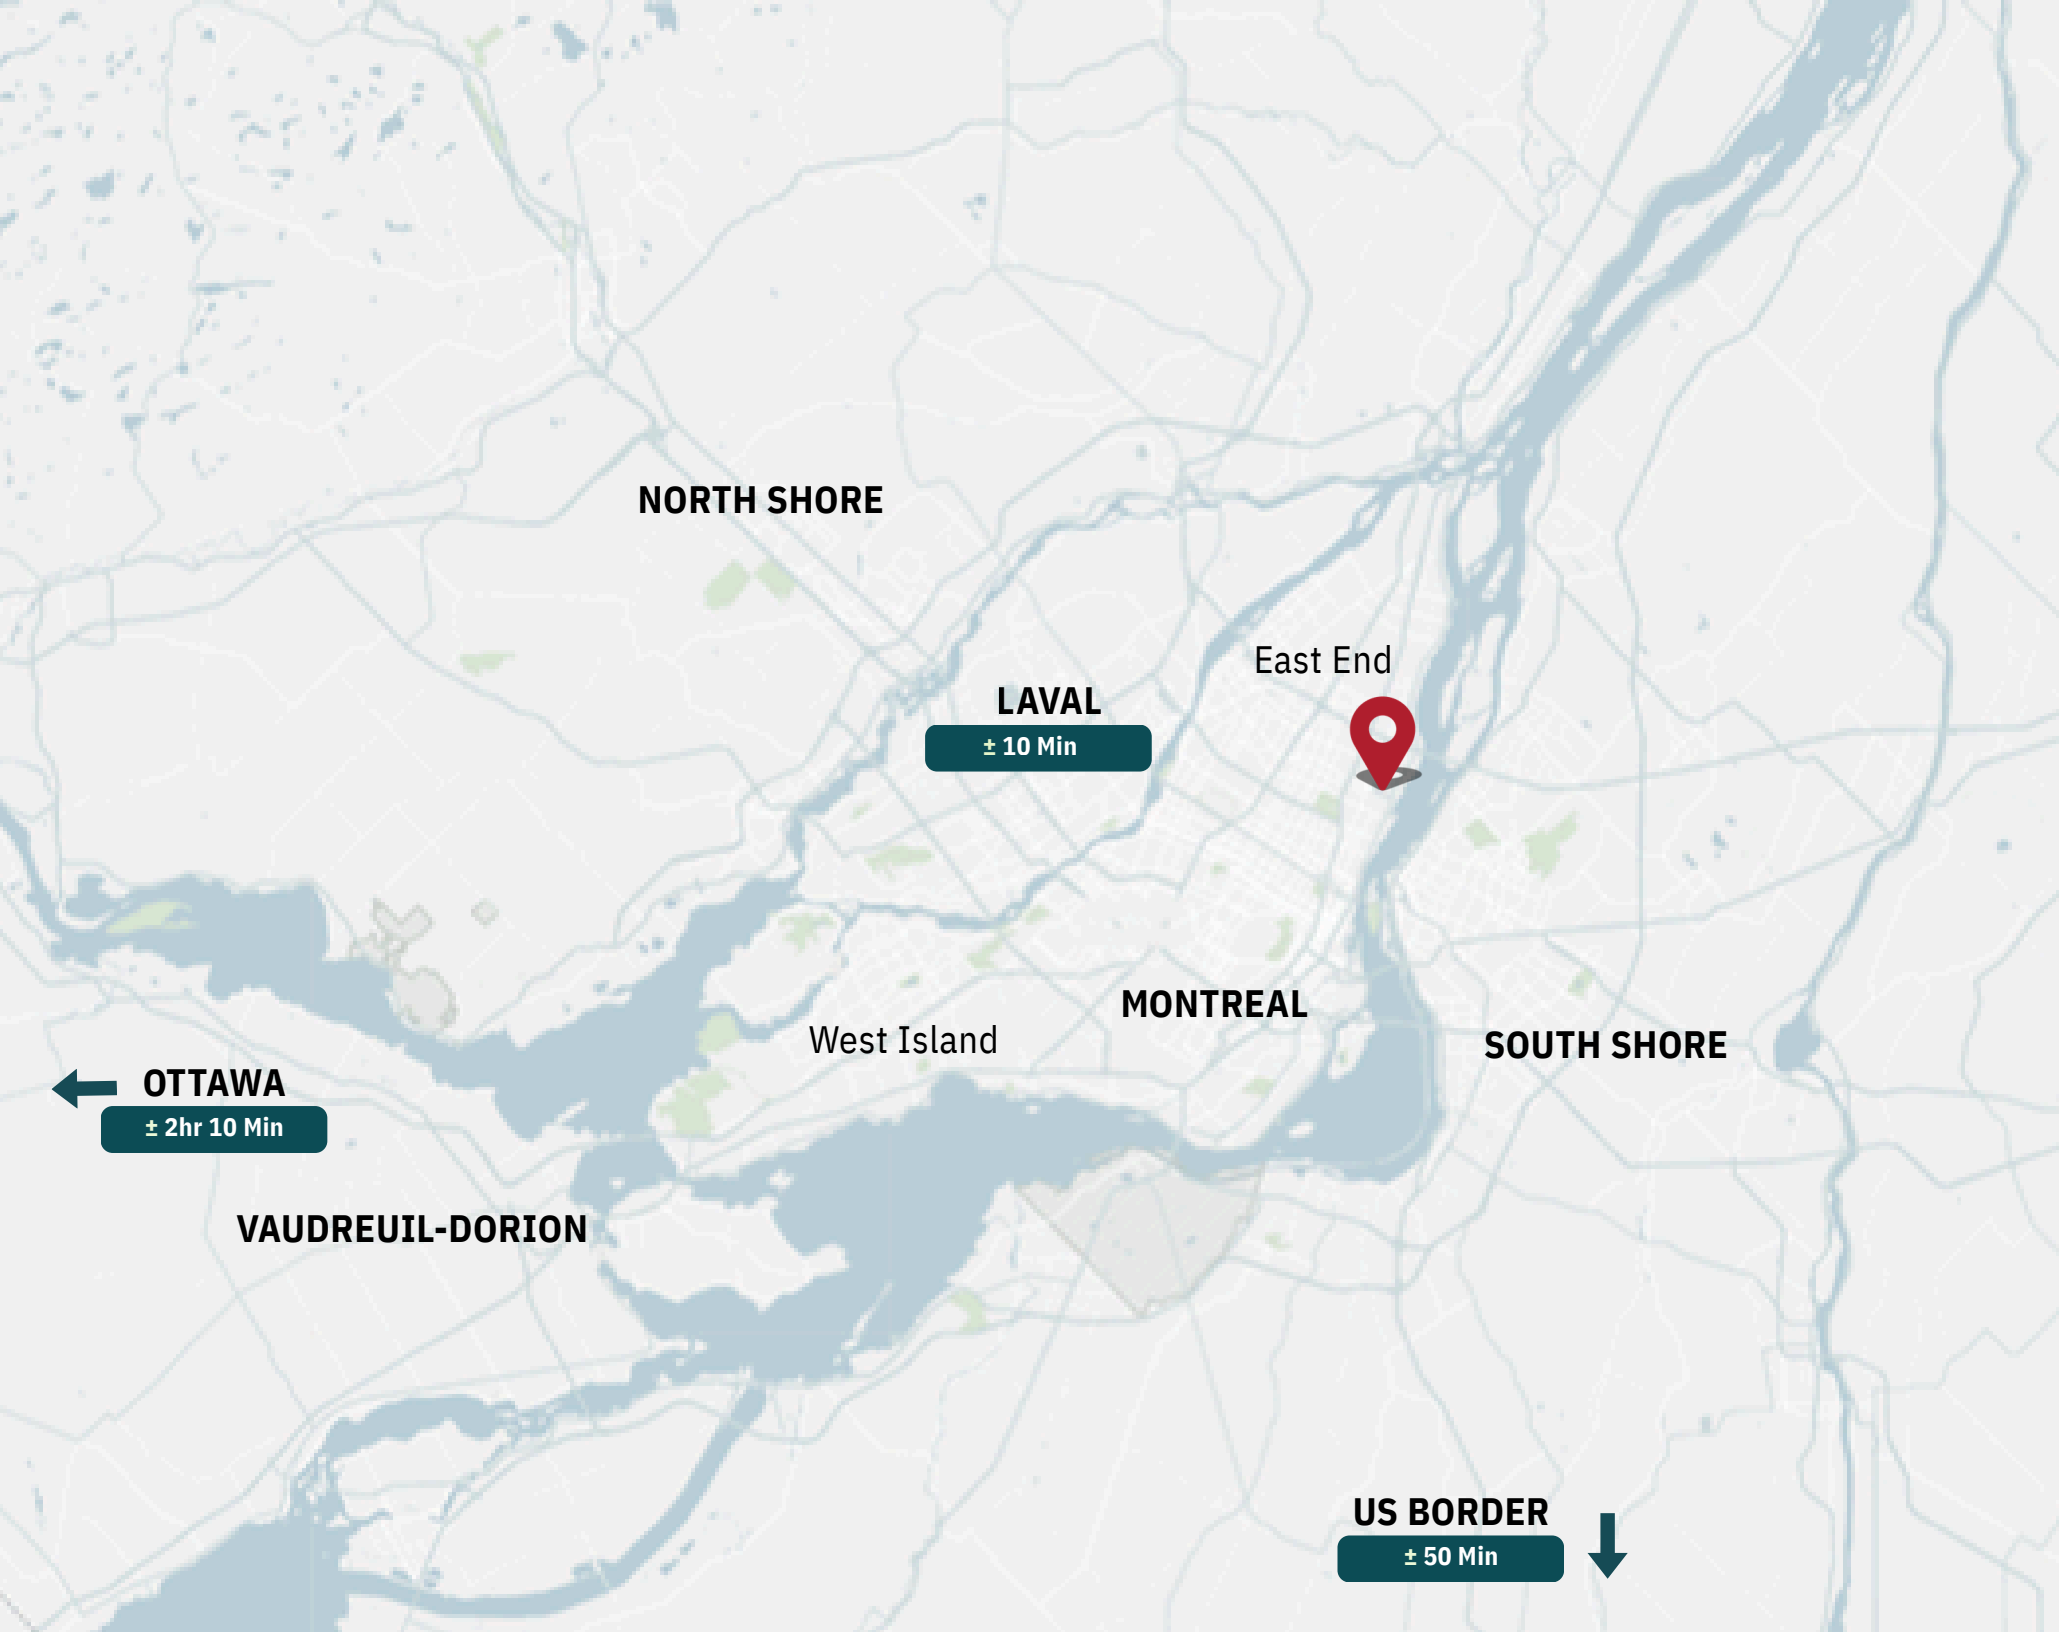 NORTH SHORE
East End
LAVAL
± 10 Min
MONTREAL
West Island
SOUTH SHORE
OTTAWA
± 2hr 10 Min
VAUDREUIL-DORION
US BORDER
± 50 Min